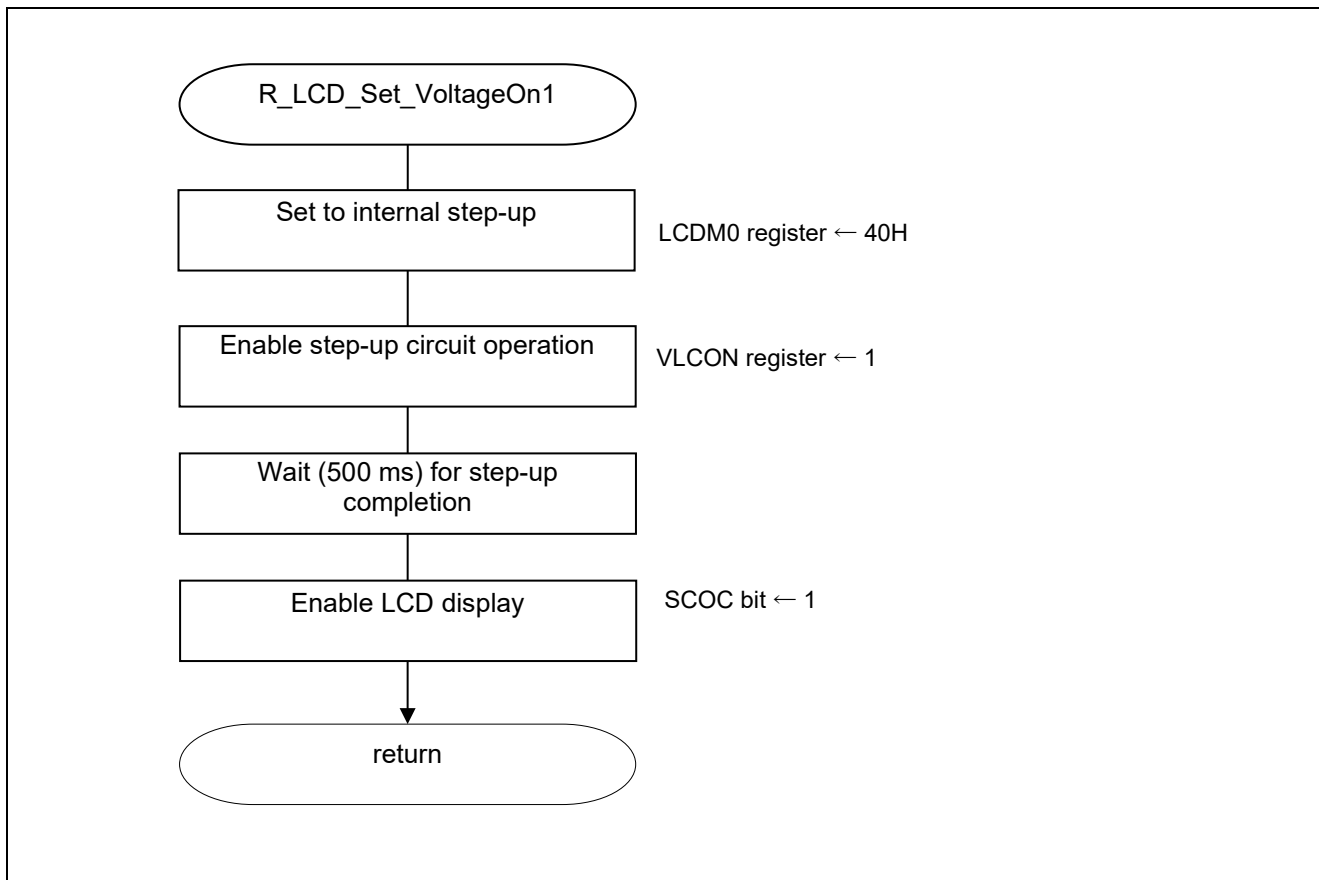 R_LCD_Set_VoltageOn1
Set to internal step-up
LCDM0 register ← 40H
Enable step-up circuit operation
VLCON register ← 1
Wait (500 ms) for step-up
completion
Enable LCD display
SCOC bit ← 1
return